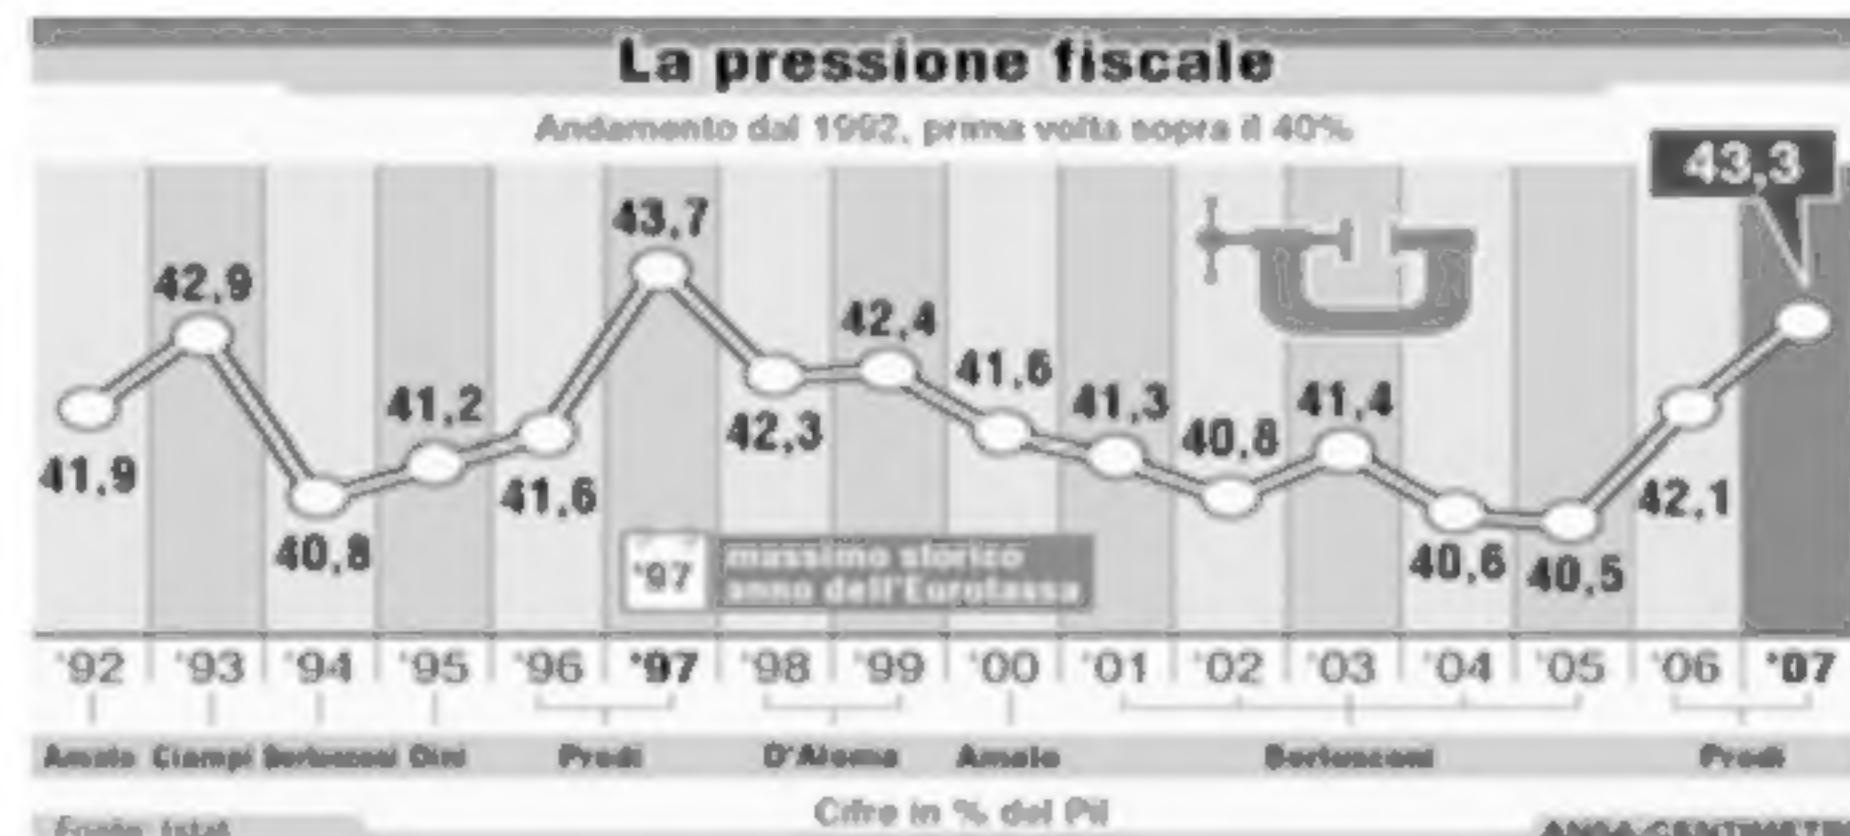 La pressione fiscale
Andamento dal 1992, prima volta sopra il 40%
43,3
43,7
42,9
42,4
41,6
41,2
41,3
41,4
40,8
42,3
41,9
41,6
42,1
40,8
40,6
40,5
'97 massimo storico
anno dell'Eurotassa
'92 '93 '94 '95 '96 '97 '98 '99 '00 '01 '02 '03 '04 '05 '06 '07
Amato Ciampi Berlusconi Dini Prodi D'Alema Amato Berlusconi Prodi
Cifre in % del Pil
Fonte: Istat